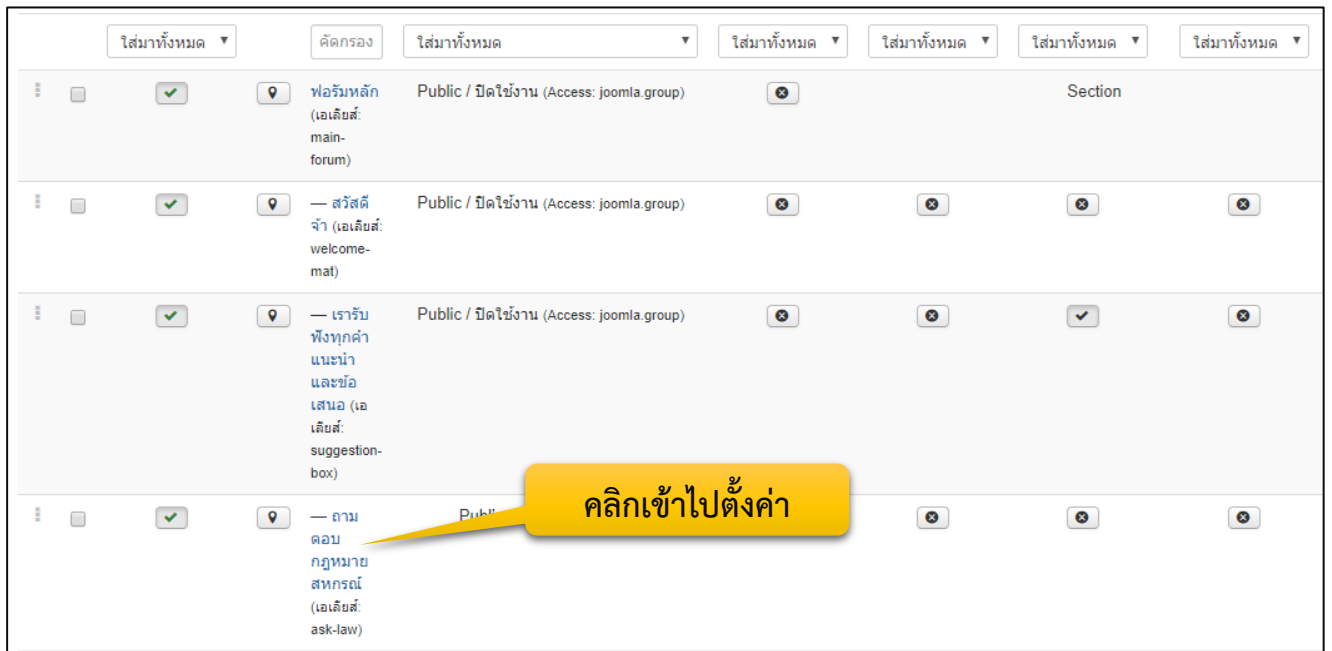 ใส่มาทั้งหมด คัดกรอง ใส่มาทั้งหมด ใส่มาทั้งหมด ใส่มาทั้งหมด ใส่มาทั้งหมด ใส่มาทั้งหมด
ฟอรัมหลัก Public / ปิดใช้งาน (Access: joomla.group) Section
(เอเลียส์:
main-
forum)
— สวัสดี Public / ปิดใช้งาน (Access: joomla.group)
จ้า (เอเลียส์:
welcome-
mat)
— เรารับ Public / ปิดใช้งาน (Access: joomla.group)
ฟังทุกคำ
แนะนำ
และข้อ
เสนอ (เอ
เลียส์:
suggestion-
box)
คลิกเข้าไปตั้งค่า
— ถาม
ตอบ
กฎหมาย
สหกรณ์
(เอเลียส์:
ask-law)